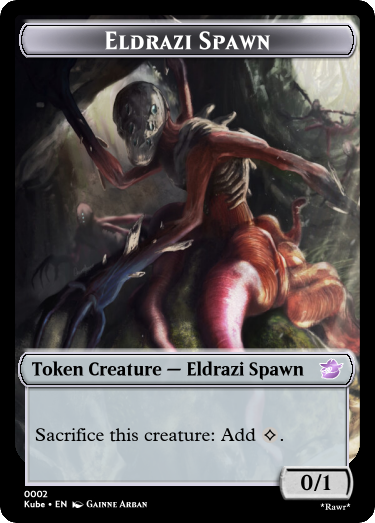 Eldrazi Spawn
Token Creature — Eldrazi Spawn
Sacrifice this creature: Add .
0/1
0002
Kube • EN Gainne Arban
*Rawr*